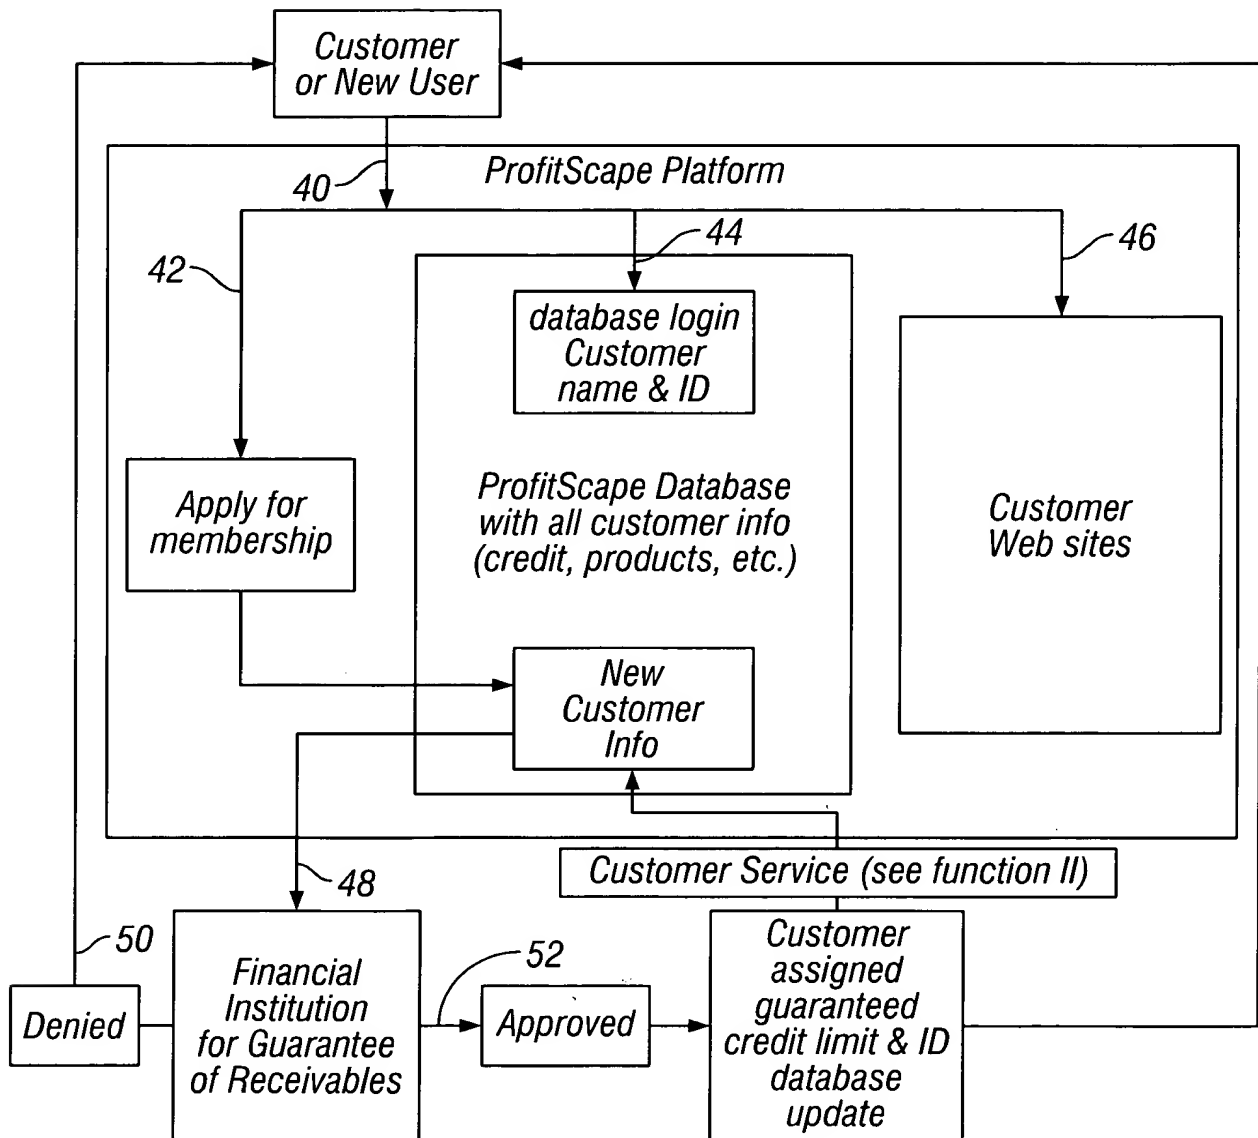 Customer
or New User
ProfitScape Platform
40
42
44
46
database login
Customer
name & ID
Apply for
membership
ProfitScape Database
with all customer info
(credit, products, etc.)
Customer
Web sites
New
Customer
Info
Customer Service (see function II)
48
50
52
Denied
Financial
Institution
for Guarantee
of Receivables
Approved
Customer
assigned
guaranteed
credit limit & ID
database
update